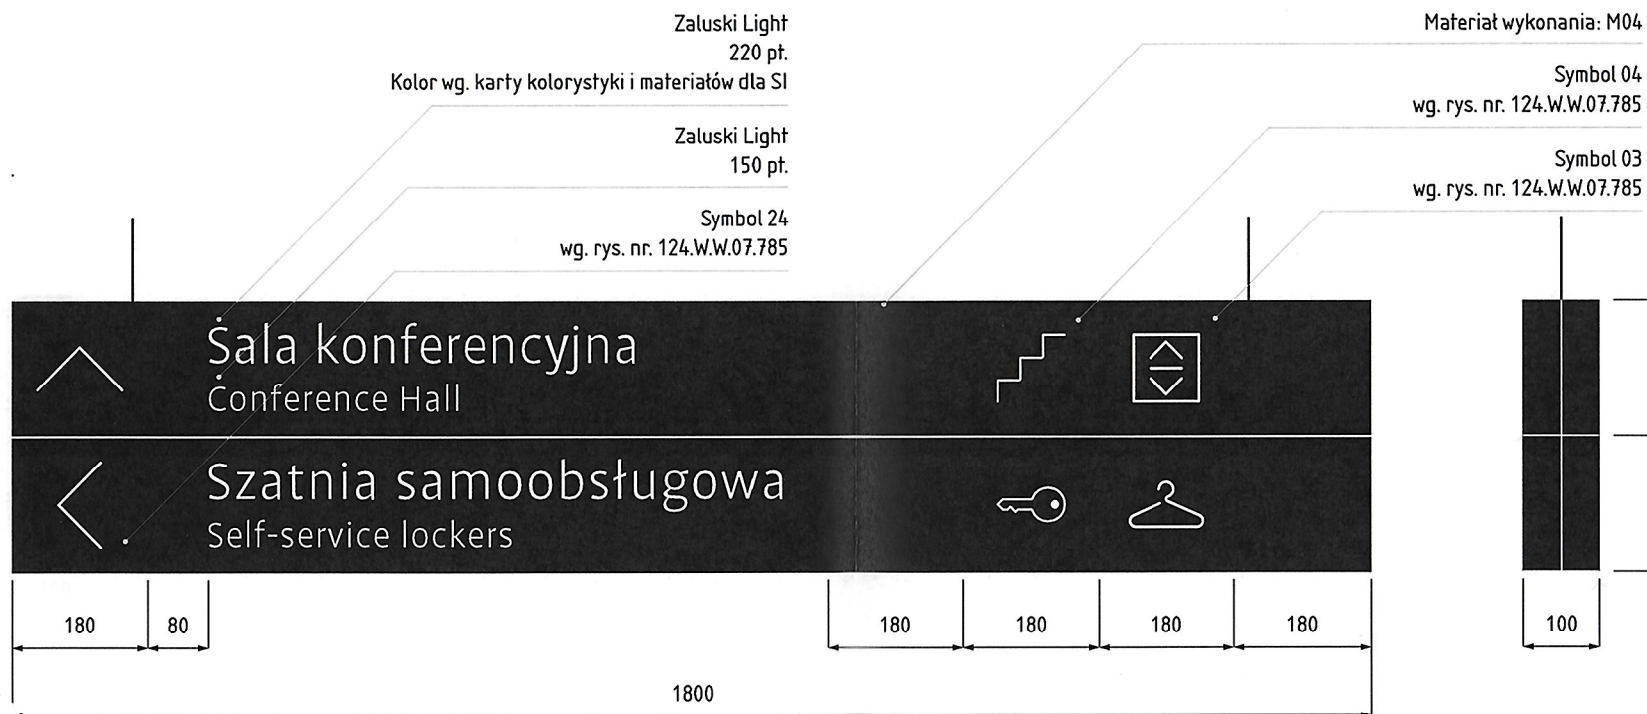 Zaluski Light
220 pt.
Kolor wg. karty kolorystyki i materiałów dla SI
Zaluski Light
150 pt.
Symbol 24
wg. rys. nr. 124.W.W.07.785
Materiał wykonania: M04
Symbol 04
wg. rys. nr. 124.W.W.07.785
Symbol 03
wg. rys. nr. 124.W.W.07.785
Sala konferencyjna
Conference Hall
Szatnia samoobsługowa
Self-service lockers
180 80 180 180 180 180 100
1800